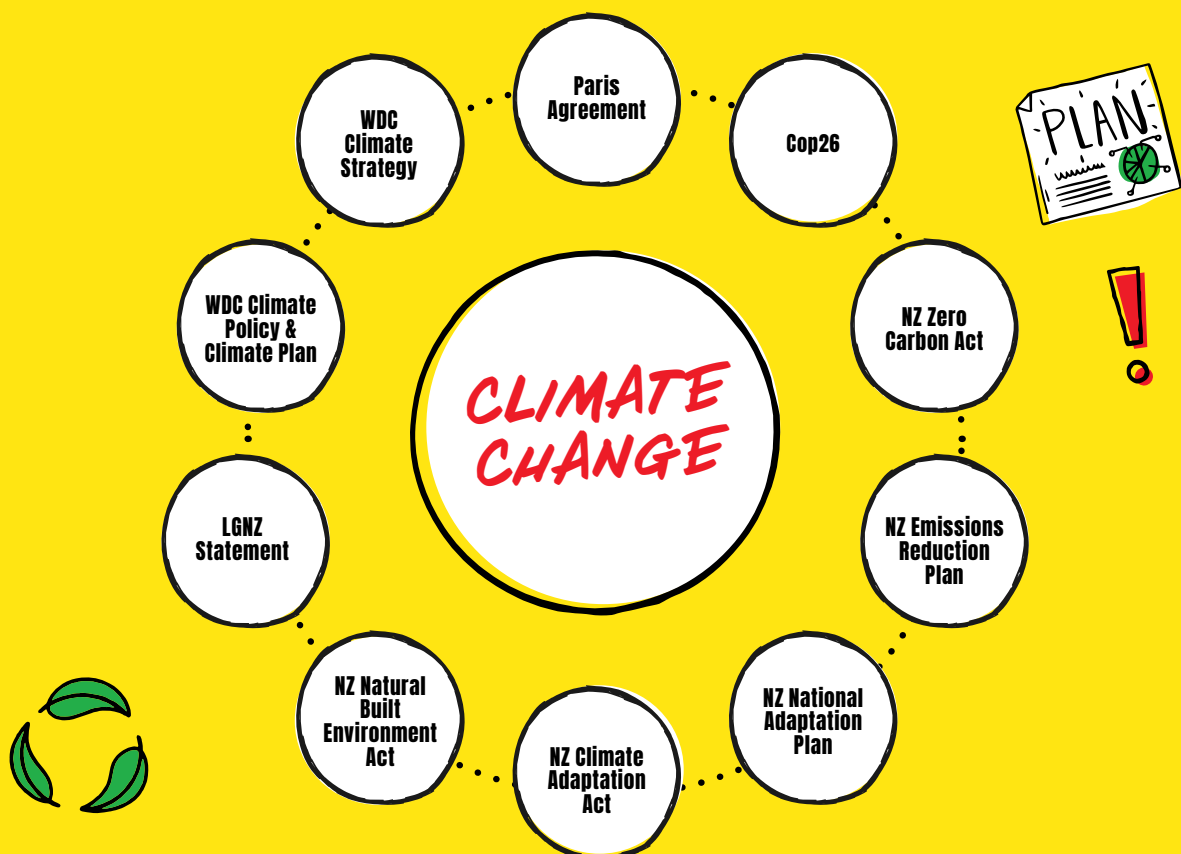 Paris
Agreement
Cop26
NZ Zero
Carbon Act
NZ Emissions
Reduction
Plan
NZ National
Adaptation
Plan
NZ Climate
Adaptation
Act
NZ Natural
Built
Environment
Act
LGNZ
Statement
WDC Climate
Policy &
Climate Plan
WDC
Climate
Strategy
CLIMATE
CHANGE
PLAN